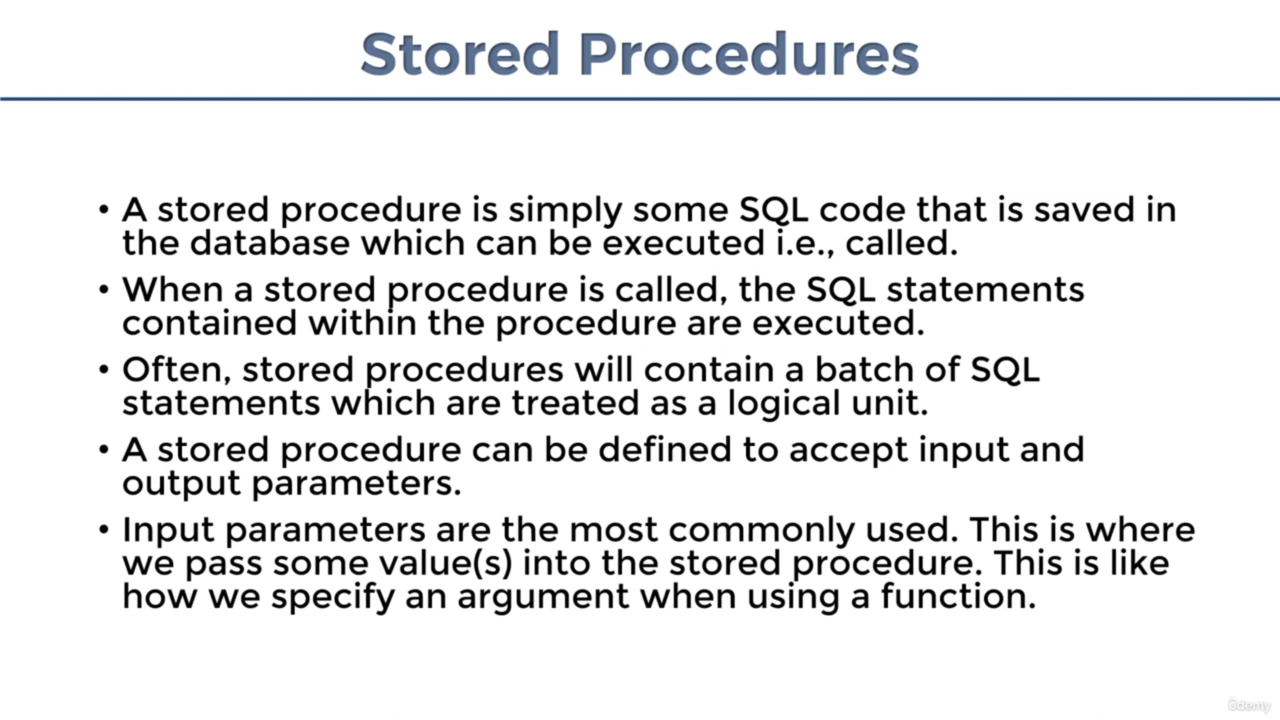 Stored Procedures
• A stored procedure is simply some SQL code that is saved in
the database which can be executed i.e., called.
• When a stored procedure is called, the SQL statements
contained within the procedure are executed.
• Often, stored procedures will contain a batch of SQL
statements which are treated as a logical unit.
• A stored procedure can be defined to accept input and
output parameters.
• Input parameters are the most commonly used. This is where
we pass some value(s) into the stored procedure. This is like
how we specify an argument when using a function.
ûdemy